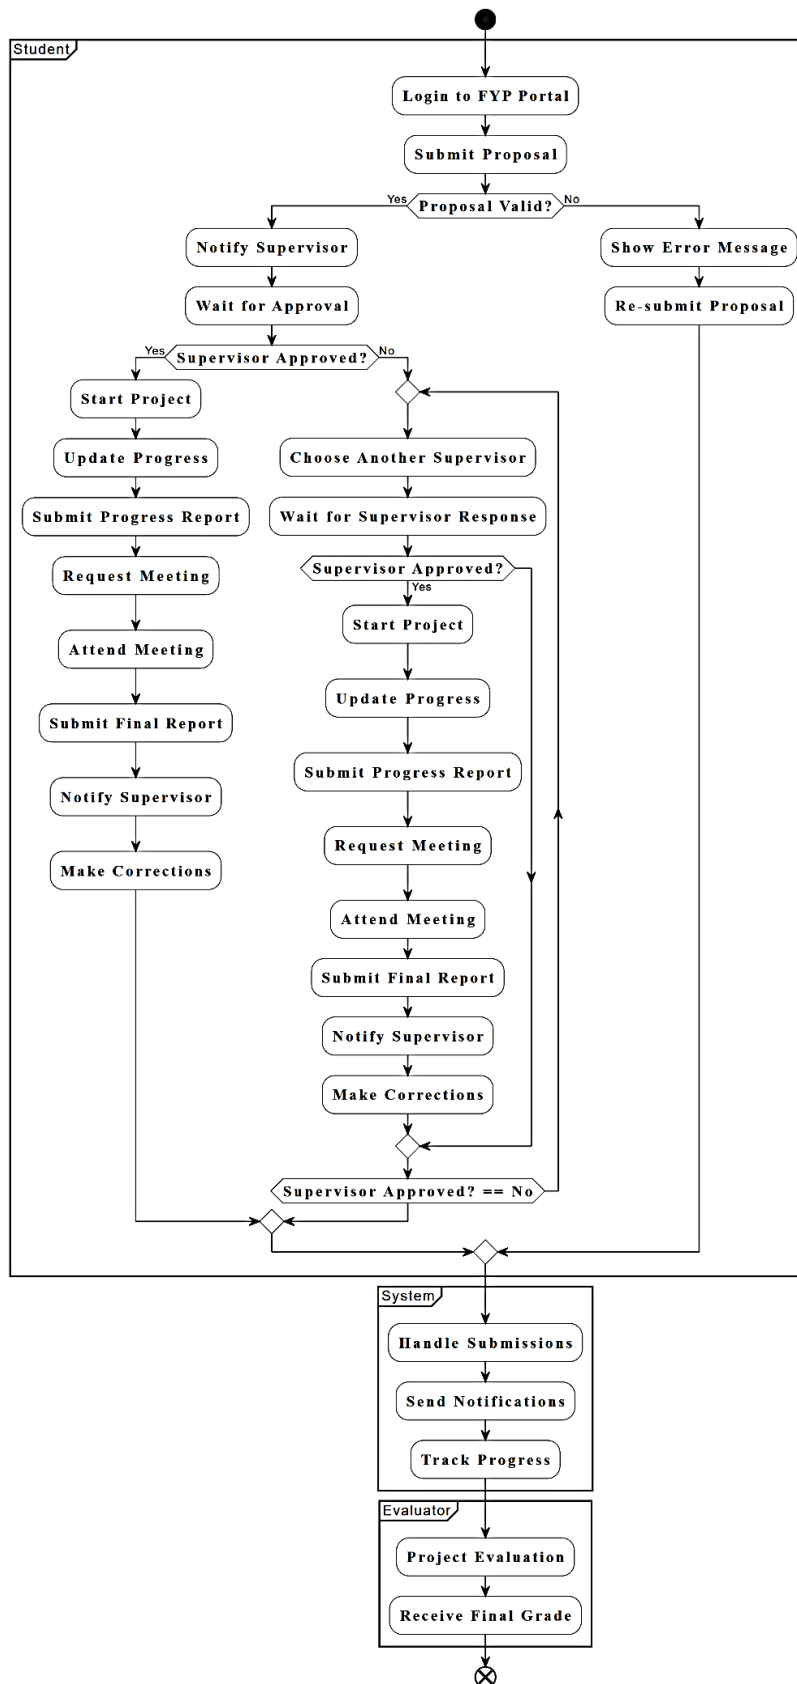 Student
Login to FYP Portal
Submit Proposal
Yes
Proposal Valid?
No
Notify Supervisor
Wait for Approval
Yes
Supervisor Approved?
No
Start Project
Update Progress
Submit Progress Report
Request Meeting
Attend Meeting
Submit Final Report
Notify Supervisor
Make Corrections
Choose Another Supervisor
Wait for Supervisor Response
Supervisor Approved?
Yes
Start Project
Update Progress
Submit Progress Report
Request Meeting
Attend Meeting
Submit Final Report
Notify Supervisor
Make Corrections
Supervisor Approved? == No
Show Error Message
Re-submit Proposal
System
Handle Submissions
Send Notifications
Track Progress
Evaluator
Project Evaluation
Receive Final Grade